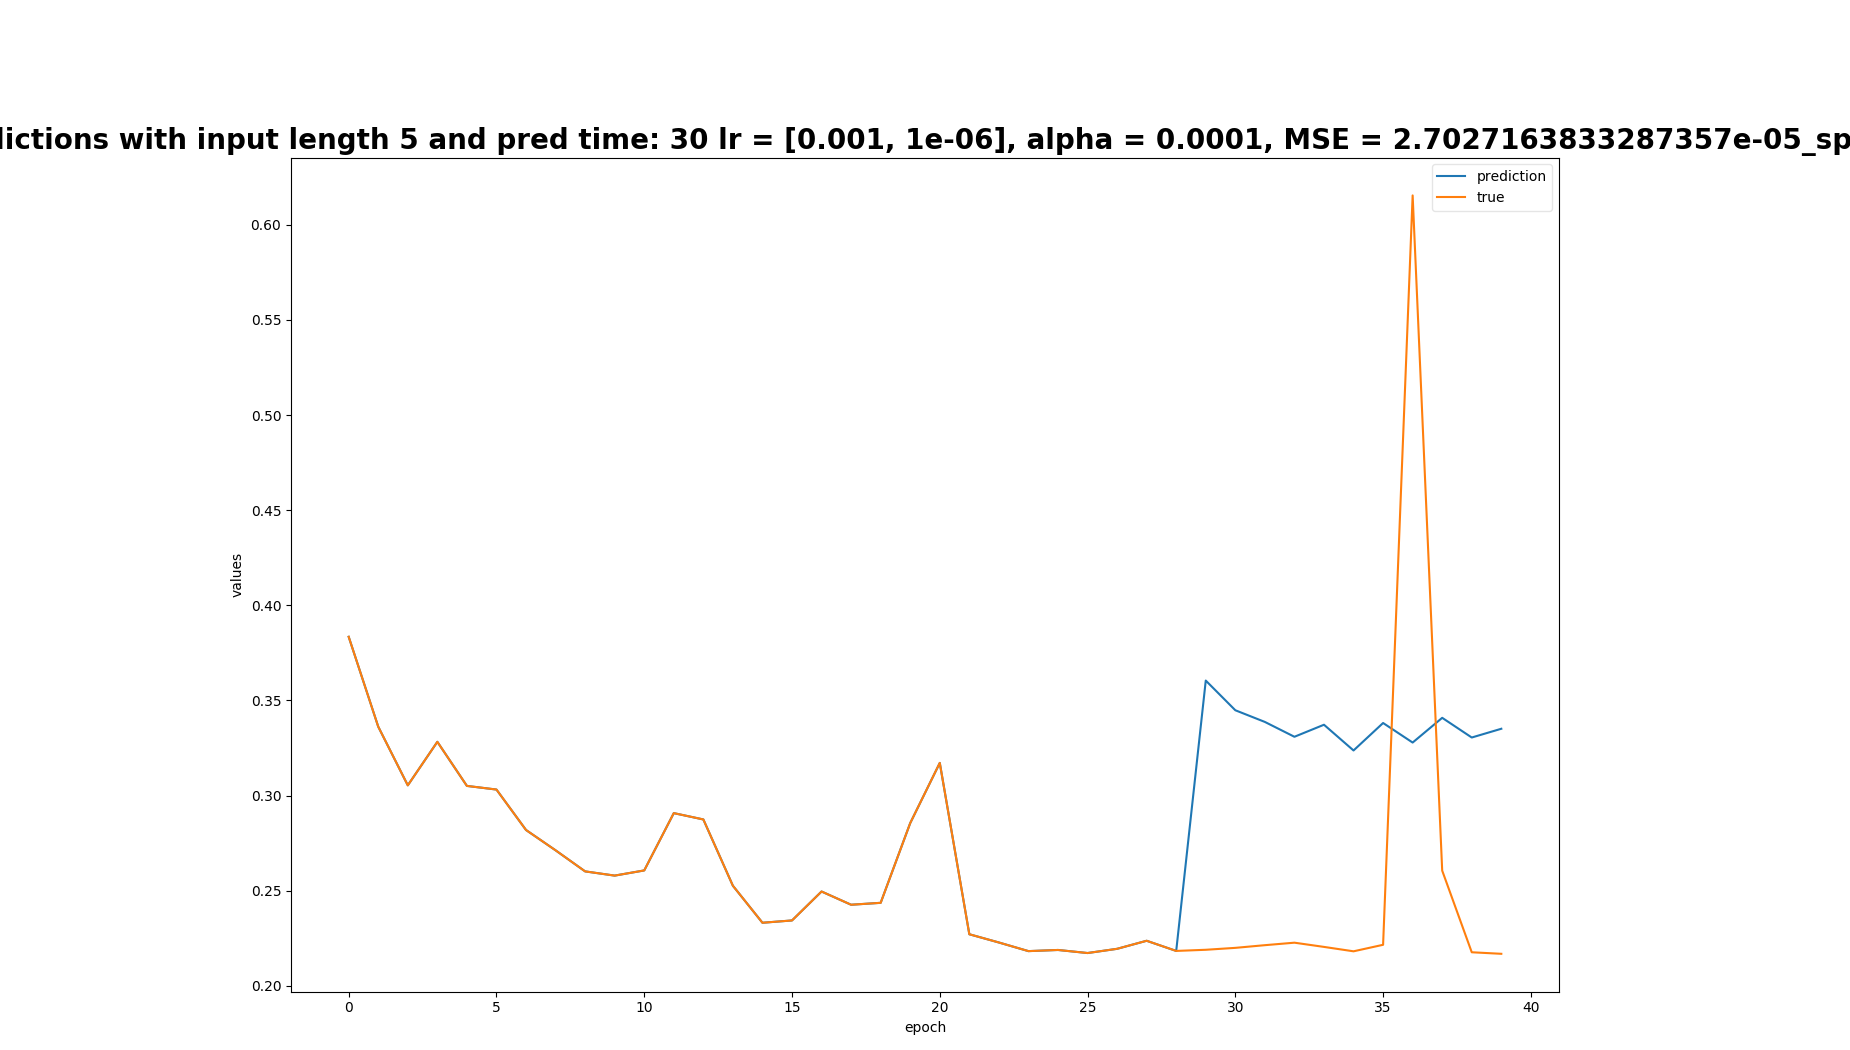 dictions with input length 5 and pred time: 30 lr = [0.001, 1e-06], alpha = 0.0001, MSE = 2.7027163833287357e-05_sp
prediction
true
0.60
0.55
0.50
0.45
0.40
0.35
0.30
0.25
0.20
values
0 5 10 15 20 25 30 35 40
epoch